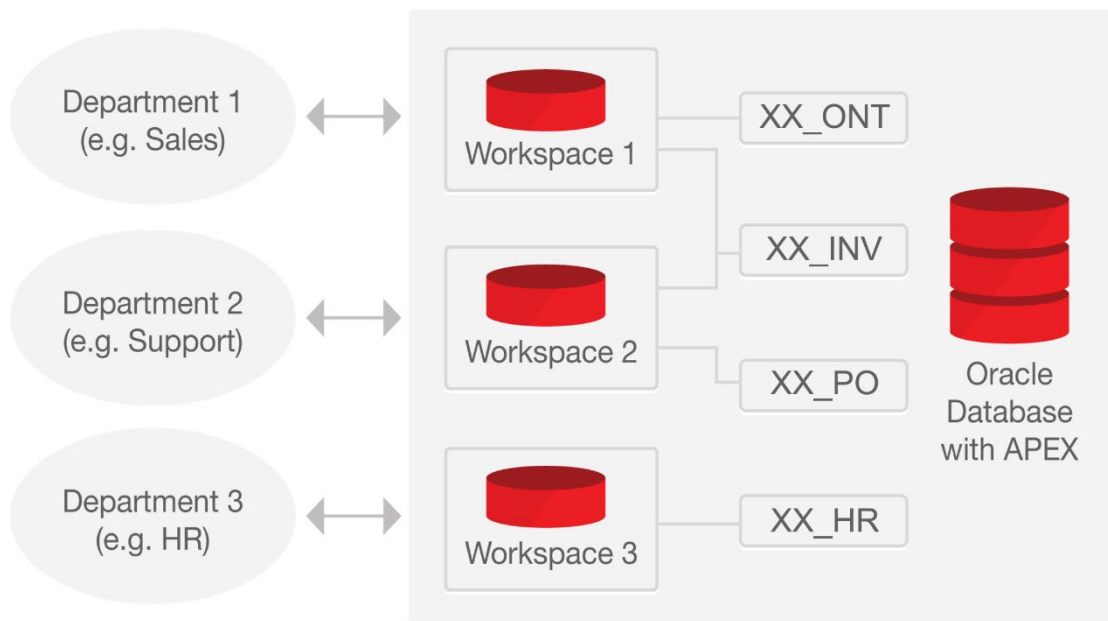 Department 1
(e.g. Sales)
Workspace 1
XX_ONT
XX_INV
Department 2
(e.g. Support)
Workspace 2
XX_PO
Department 3
(e.g. HR)
Workspace 3
XX_HR
Oracle
Database
with APEX